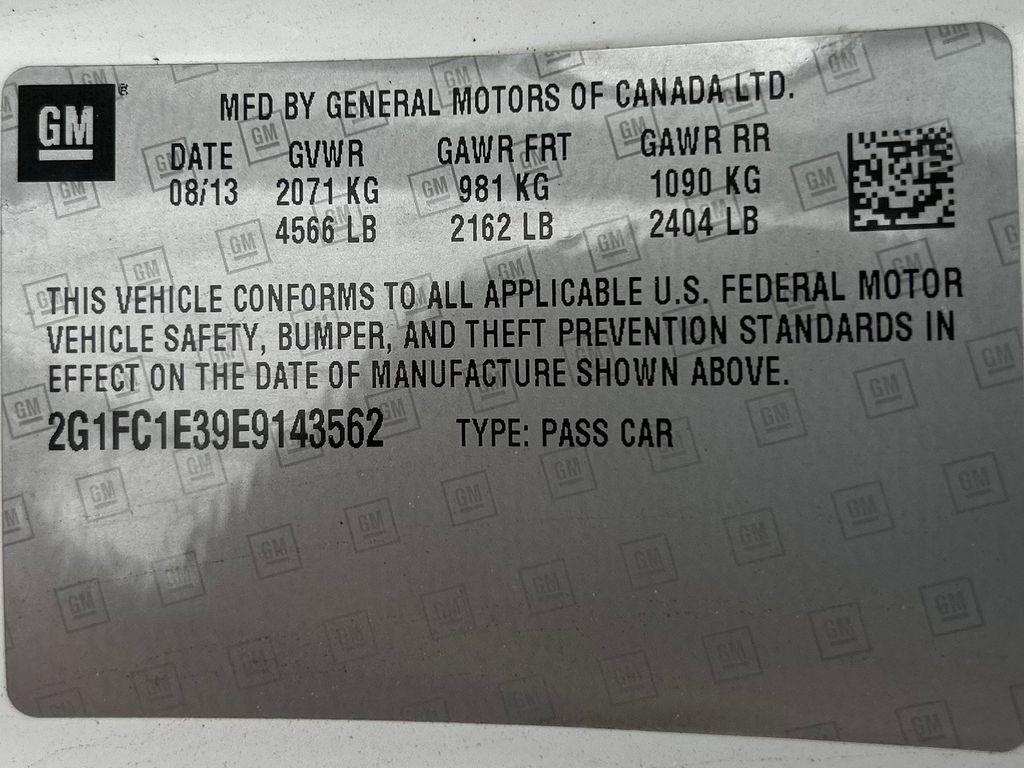 GM
MFD BY GENERAL MOTORS OF CANADA LTD.
DATE GVWR GAWR FRT GAWR RR
08/13 2071 KG 981 KG 1090 KG
4566 LB 2162 LB 2404 LB
THIS VEHICLE CONFORMS TO ALL APPLICABLE U.S. FEDERAL MOTOR
VEHICLE SAFETY, BUMPER, AND THEFT PREVENTION STANDARDS IN
EFFECT ON THE DATE OF MANUFACTURE SHOWN ABOVE.
2G1FC1E39E9143562 TYPE: PASS CAR